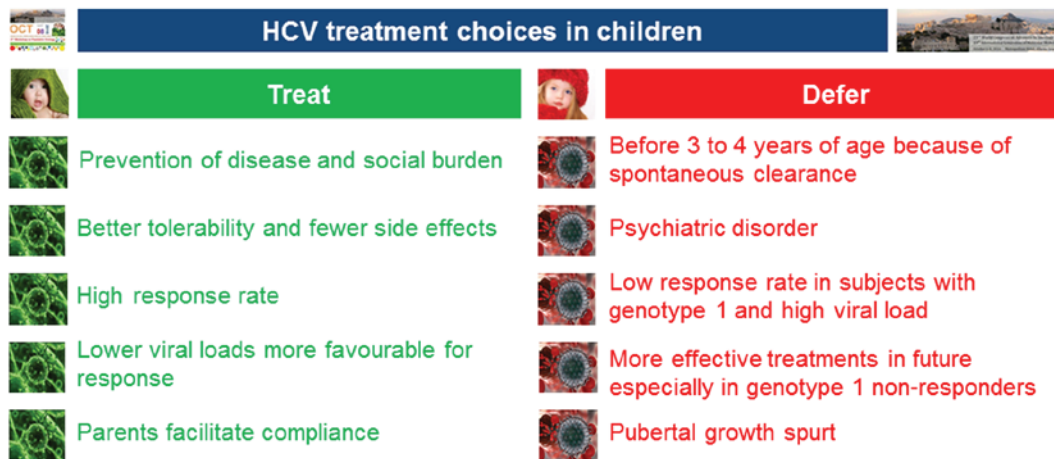 OCT
HCV treatment choices in children
Treat
Prevention of disease and social burden
Better tolerability and fewer side effects
High response rate
Lower viral loads more favourable for
response
Parents facilitate compliance
Defer
Before 3 to 4 years of age because of
spontaneous clearance
Psychiatric disorder
Low response rate in subjects with
genotype 1 and high viral load
More effective treatments in future
especially in genotype 1 non-responders
Pubertal growth spurt